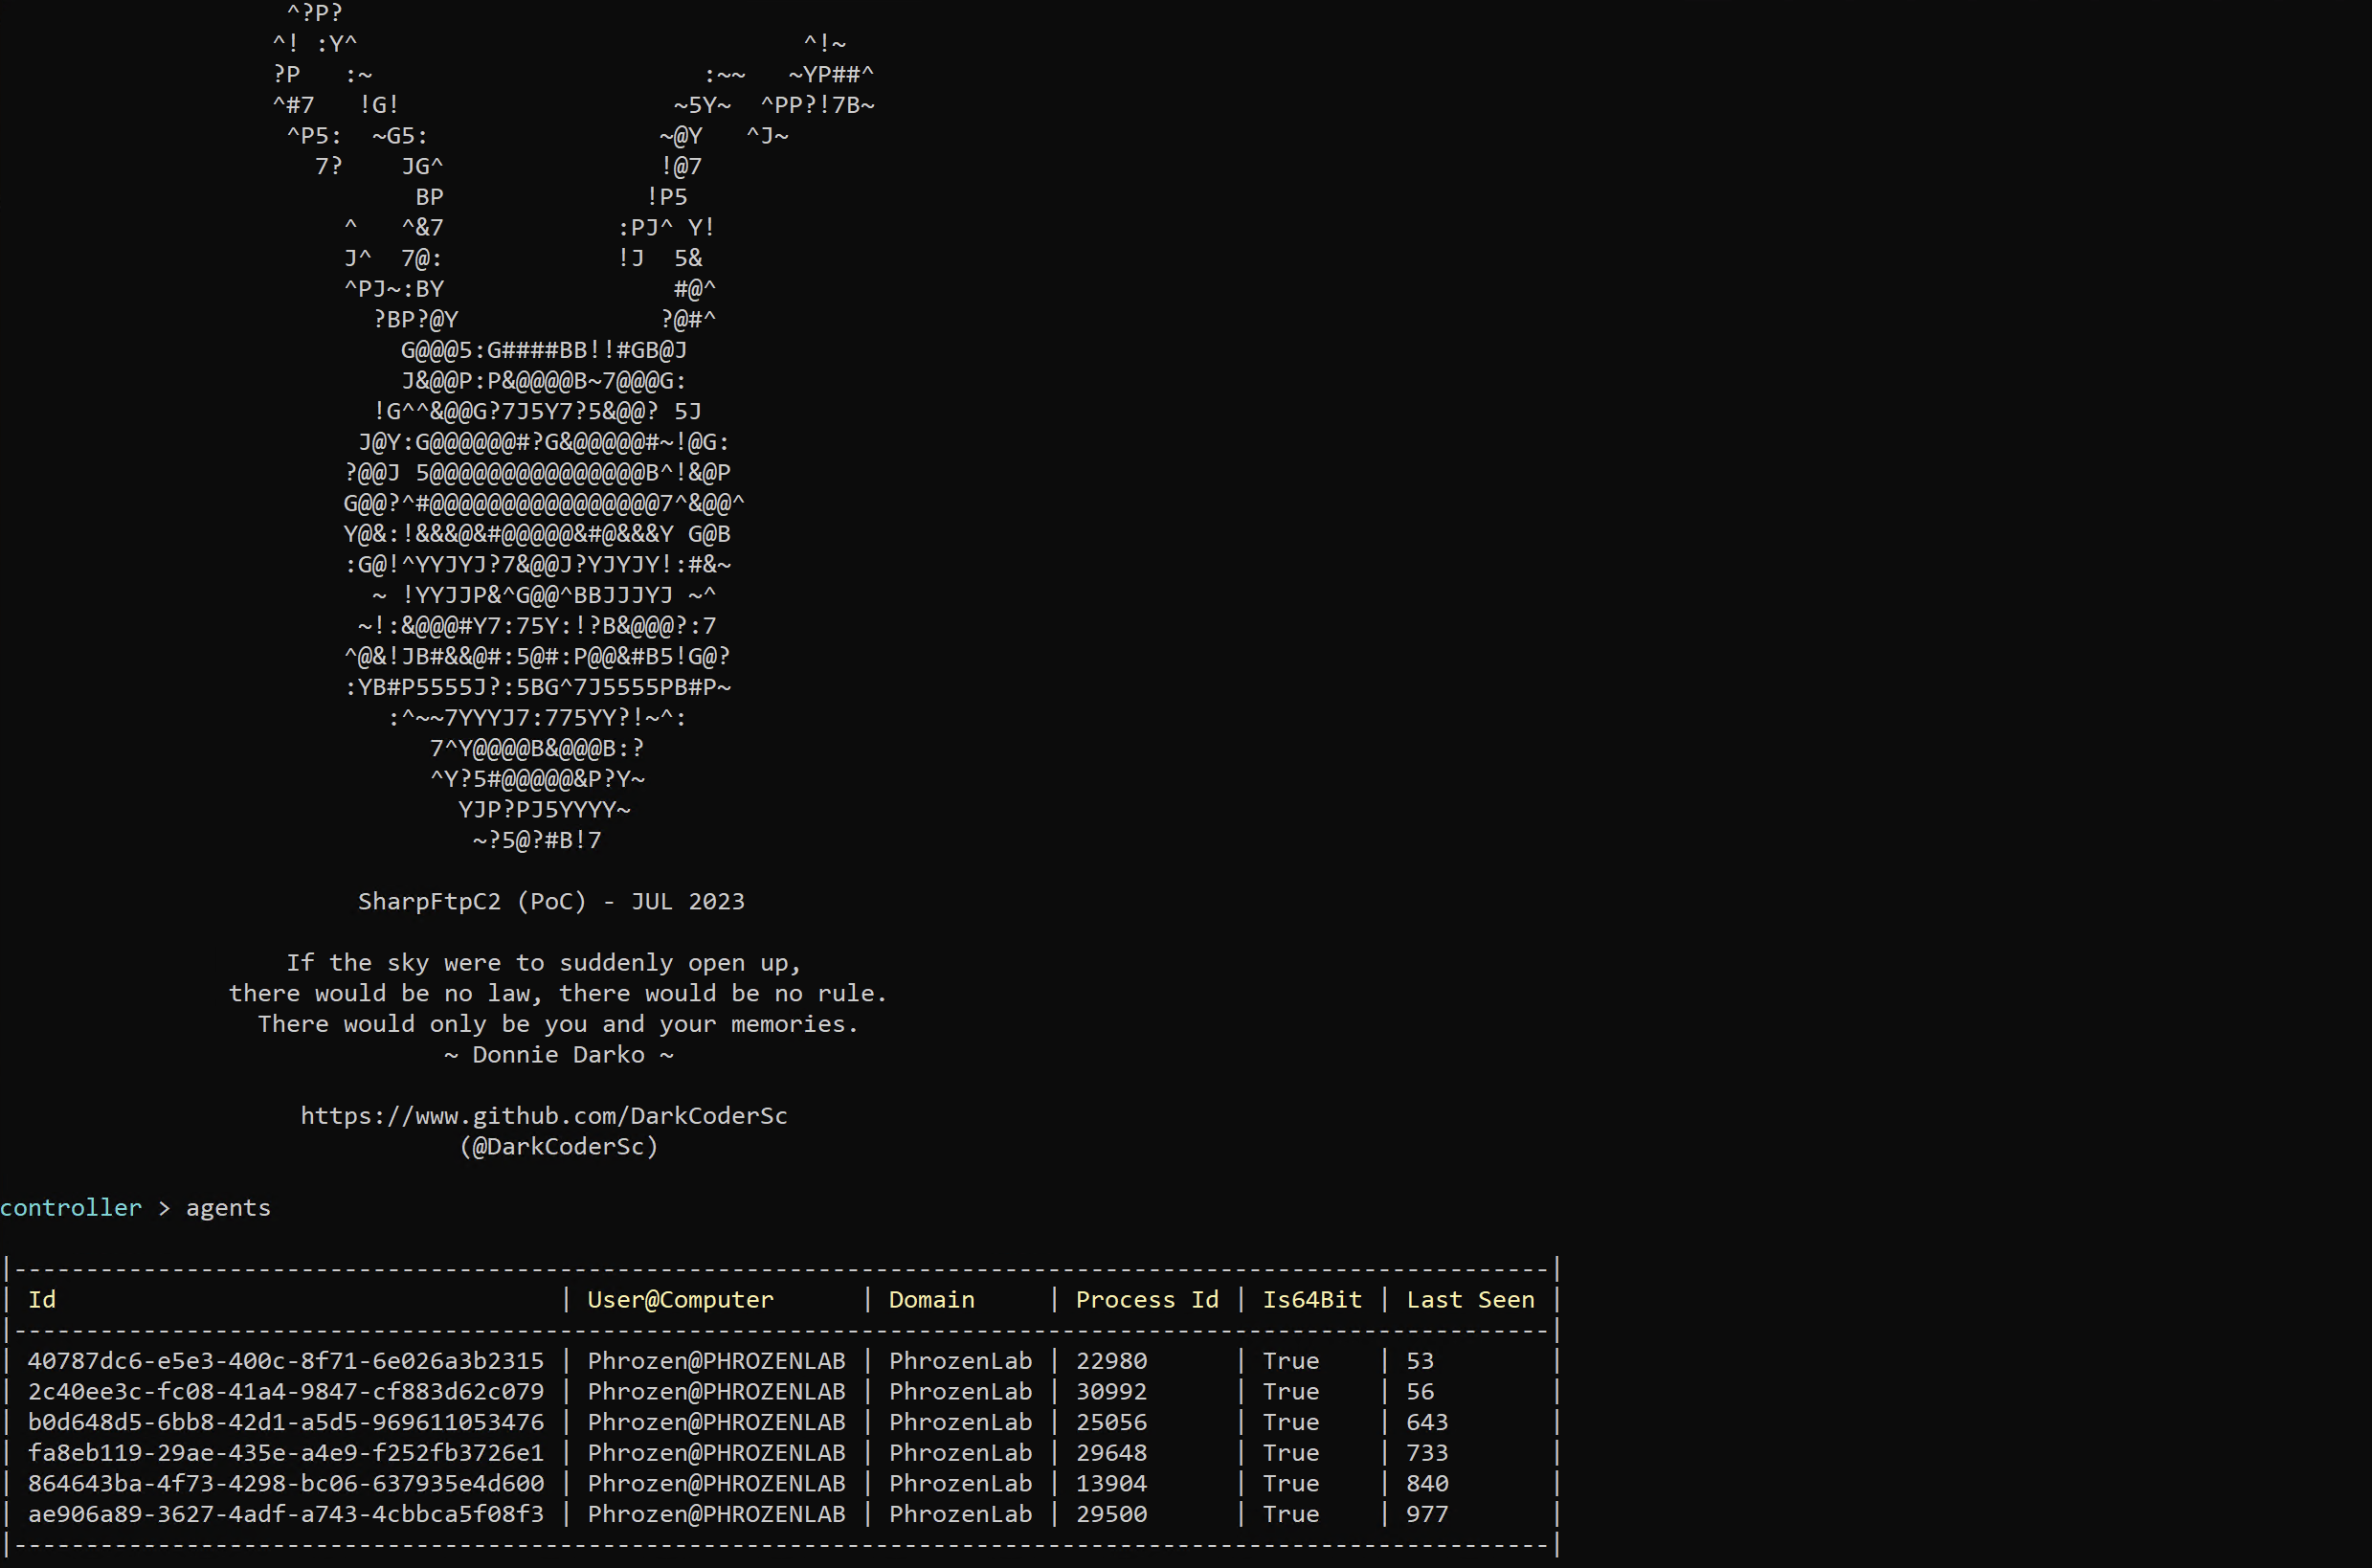 ^?P?
^! :Y^                               ^!~
?P   :~                       :~~   ~YP##^
^#7   !G!                   ~5Y~  ^PP?!7B~
^P5:  ~G5:                ~@Y   ^J~
7?    JG^               !@7
BP              !P5
^   ^&7            :PJ^ Y!
J^  7@:            !J  5&
^PJ~:BY                #@^
?BP?@Y              ?@#^
G@@@5:G####BB!!#GB@J
J&@@P:P&@@@@B~7@@@G:
!G^^&@@G?7J5Y7?5&@@? 5J
J@Y:G@@@@@@#?G&@@@@@#~!@G:
?@@J 5@@@@@@@@@@@@@@@B^!&@P
G@@?^#@@@@@@@@@@@@@@@@7^&@@^
Y@&:!&&&@&#@@@@@&#@&&&Y G@B
:G@!^YYJYJ?7&@@J?YJYJY!:#&~
~ !YYJJP&^G@@^BBJJJYJ ~^
~!:&@@@#Y7:75Y:!?B&@@@?:7
^@&!JB#&&@#:5@#:P@@&#B5!G@?
:YB#P5555J?:5BG^7J5555PB#P~
:^~~7YYYJ7:775YY?!~^:
7^Y@@@@B&@@@B:?
^Y?5#@@@@@&P?Y~
YJP?PJ5YYYY~
~?5@?#B!7
SharpFtpC2 (PoC) - JUL 2023
If the sky were to suddenly open up,
there would be no law, there would be no rule.
There would only be you and your memories.
~ Donnie Darko ~
https://www.github.com/DarkCoderSc
(@DarkCoderSc)
controller > agents
|-----------------------------------------------------------------------------------------------------------|
| Id                                   | User@Computer      | Domain     | Process Id | Is64Bit | Last Seen |
|-----------------------------------------------------------------------------------------------------------|
| 40787dc6-e5e3-400c-8f71-6e026a3b2315 | Phrozen@PHROZENLAB | PhrozenLab | 22980      | True    | 53        |
| 2c40ee3c-fc08-41a4-9847-cf883d62c079 | Phrozen@PHROZENLAB | PhrozenLab | 30992      | True    | 56        |
| b0d648d5-6bb8-42d1-a5d5-969611053476 | Phrozen@PHROZENLAB | PhrozenLab | 25056      | True    | 643       |
| fa8eb119-29ae-435e-a4e9-f252fb3726e1 | Phrozen@PHROZENLAB | PhrozenLab | 29648      | True    | 733       |
| 864643ba-4f73-4298-bc06-637935e4d600 | Phrozen@PHROZENLAB | PhrozenLab | 13904      | True    | 840       |
| ae906a89-3627-4adf-a743-4cbbca5f08f3 | Phrozen@PHROZENLAB | PhrozenLab | 29500      | True    | 977       |
|-----------------------------------------------------------------------------------------------------------|